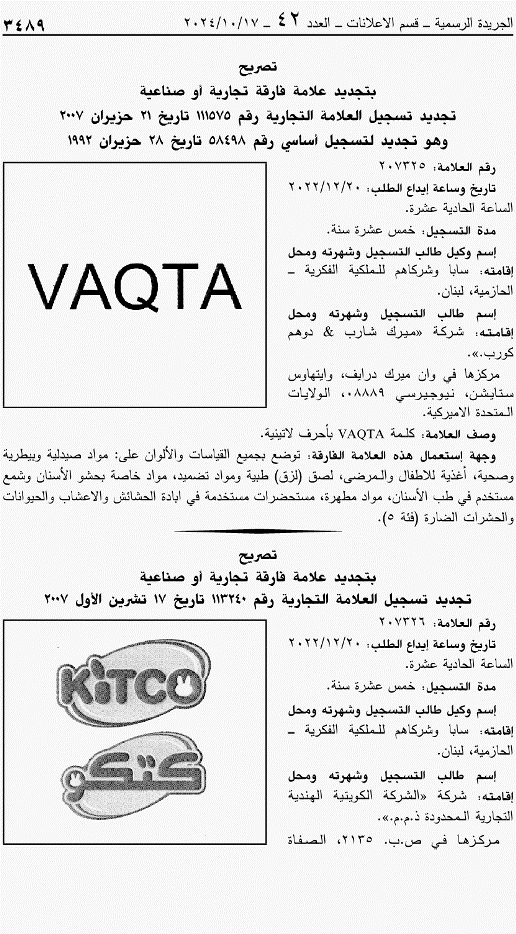 الجريدة الرسمية ــ قسم الاعلانات ــ العدد ٤٢ ــ ٢٠٢٤/١٠/١٧
٣٤٨٩
تصريح
بتجديد علامة فارقة تجارية أو صناعية
تجديد تسجيل العلامة التجارية رقم ١١١٥٧٥ تاريخ ٢١ حزيران ٢٠٠٧
وهو تجديد لتسجيل أساسي رقم ٥٨٤٩٨ تاريخ ٢٨ حزيران ١٩٩٢
رقم العلامة: ٢٠٧٣٢٥
تاريخ وساعة إيداع الطلب: ٢٠٢٢/١٢/٢٠
الساعة الحادية عشرة.
مدة التسجيل: خمس عشرة سنة.
إسم وكيل طالب التسجيل وشهرته ومحل
إقامته: سابا وشركاهم للملكية الفكرية ــ
الحازمية، لبنان.
إسم طالب التسجيل وشهرته ومحل
إقامته: شركة «ميرك شارب & دوهم
كورب.».
مركزها في وان ميرك درايف، وايتهاوس
ستايشن، نيوجيرسي ٠٨٨٨٩، الولايات
المتحدة الاميركية.
VAQTA
وصف العلامة: كلمة VAQTA بأحرف لاتينية.
وجهة إستعمال هذه العلامة الفارقة: توضع بجميع القياسات والألوان على: مواد صيدلية وبيطرية
وصحية، أغذية للاطفال والمرضى، لصق (لزق) طبية ومواد تضميد، مواد خاصة بحشو الأسنان وشمع
مستخدم في طب الأسنان، مواد مطهرة، مستحضرات مستخدمة في ابادة الحشائش والاعشاب والحيوانات
والحشرات الضارة (فئة ٥).
تصريح
بتجديد علامة فارقة تجارية أو صناعية
تجديد تسجيل العلامة التجارية رقم ١١٣٢٤٠ تاريخ ١٧ تشرين الأول ٢٠٠٧
رقم العلامة: ٢٠٧٣٢٦
تاريخ وساعة إيداع الطلب: ٢٠٢٢/١٢/٢٠
الساعة الحادية عشرة.
مدة التسجيل: خمس عشرة سنة.
إسم وكيل طالب التسجيل وشهرته ومحل
إقامته: سابا وشركاهم للملكية الفكرية ــ
الحازمية، لبنان.
إسم طالب التسجيل وشهرته ومحل
إقامته: شركة «الشركة الكويتية الهندية
التجارية المحدودة ذ.م.م.».
مركزها في ص.ب. ٢١٣٥، الصفاة
KiTCO
كتكو